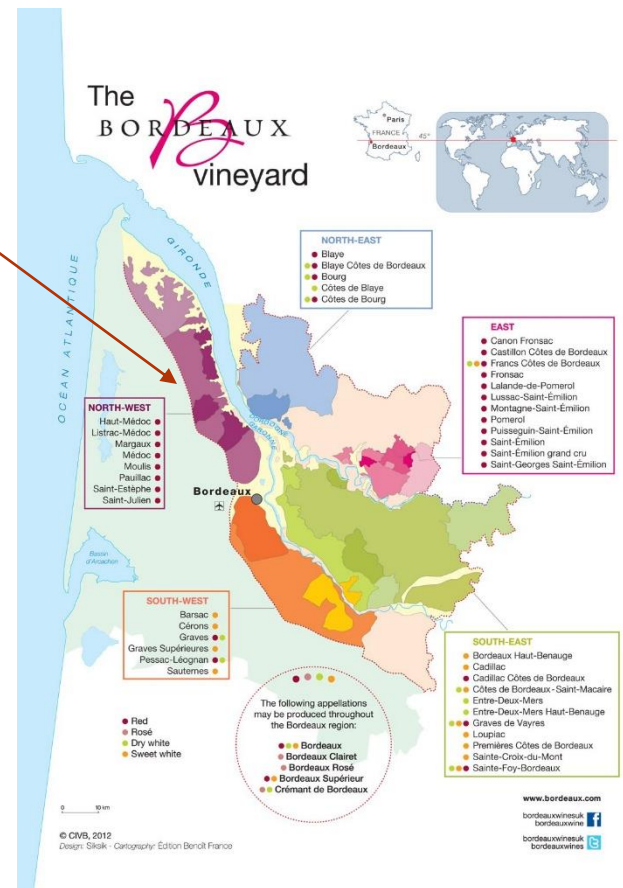 The
BORDEAUX
B
vineyard
Paris
FRANCE
45°
Bordeaux
OCÉAN ATLANTIQUE
GIRONDE
NORTH-EAST
Blaye
Blaye Côtes de Bordeaux
Bourg
Côtes de Blaye
Côtes de Bourg
EAST
Canon Fronsac
Castillon Côtes de Bordeaux
Francs Côtes de Bordeaux
Fronsac
Lalande-de-Pomerol
Lussac-Saint-Émilion
Montagne-Saint-Émilion
Pomerol
Puisseguin-Saint-Émilion
Saint-Émilion
Saint-Émilion grand cru
Saint-Georges Saint-Émilion
NORTH-WEST
Haut-Médoc
Listrac-Médoc
Margaux
Médoc
Moulis
Pauillac
Saint-Estèphe
Saint-Julien
DORDOGNE
GARONNE
Bordeaux
Bassin
d'Arcachon
SOUTH-WEST
Barsac
Cérons
Graves
Graves Supérieures
Pessac-Léognan
Sauternes
SOUTH-EAST
Bordeaux Haut-Benauge
Cadillac
Cadillac Côtes de Bordeaux
Côtes de Bordeaux-Saint-Macaire
Entre-Deux-Mers
Entre-Deux-Mers Haut-Benauge
Graves de Vayres
Loupiac
Premières Côtes de Bordeaux
Sainte-Croix-du-Mont
Sainte-Foy-Bordeaux
Red
Rosé
Dry white
Sweet white
The following appellations
may be produced throughout
the Bordeaux region:
Bordeaux
Bordeaux Clairet
Bordeaux Rosé
Bordeaux Supérieur
Crémant de Bordeaux
0 10 km
© CIVB, 2012
Design: Siksik - Cartography: Édition Benoît France
www.bordeaux.com
bordeauxwinesuk
bordeauxwine
bordeauxwinesuk
bordeauxwines